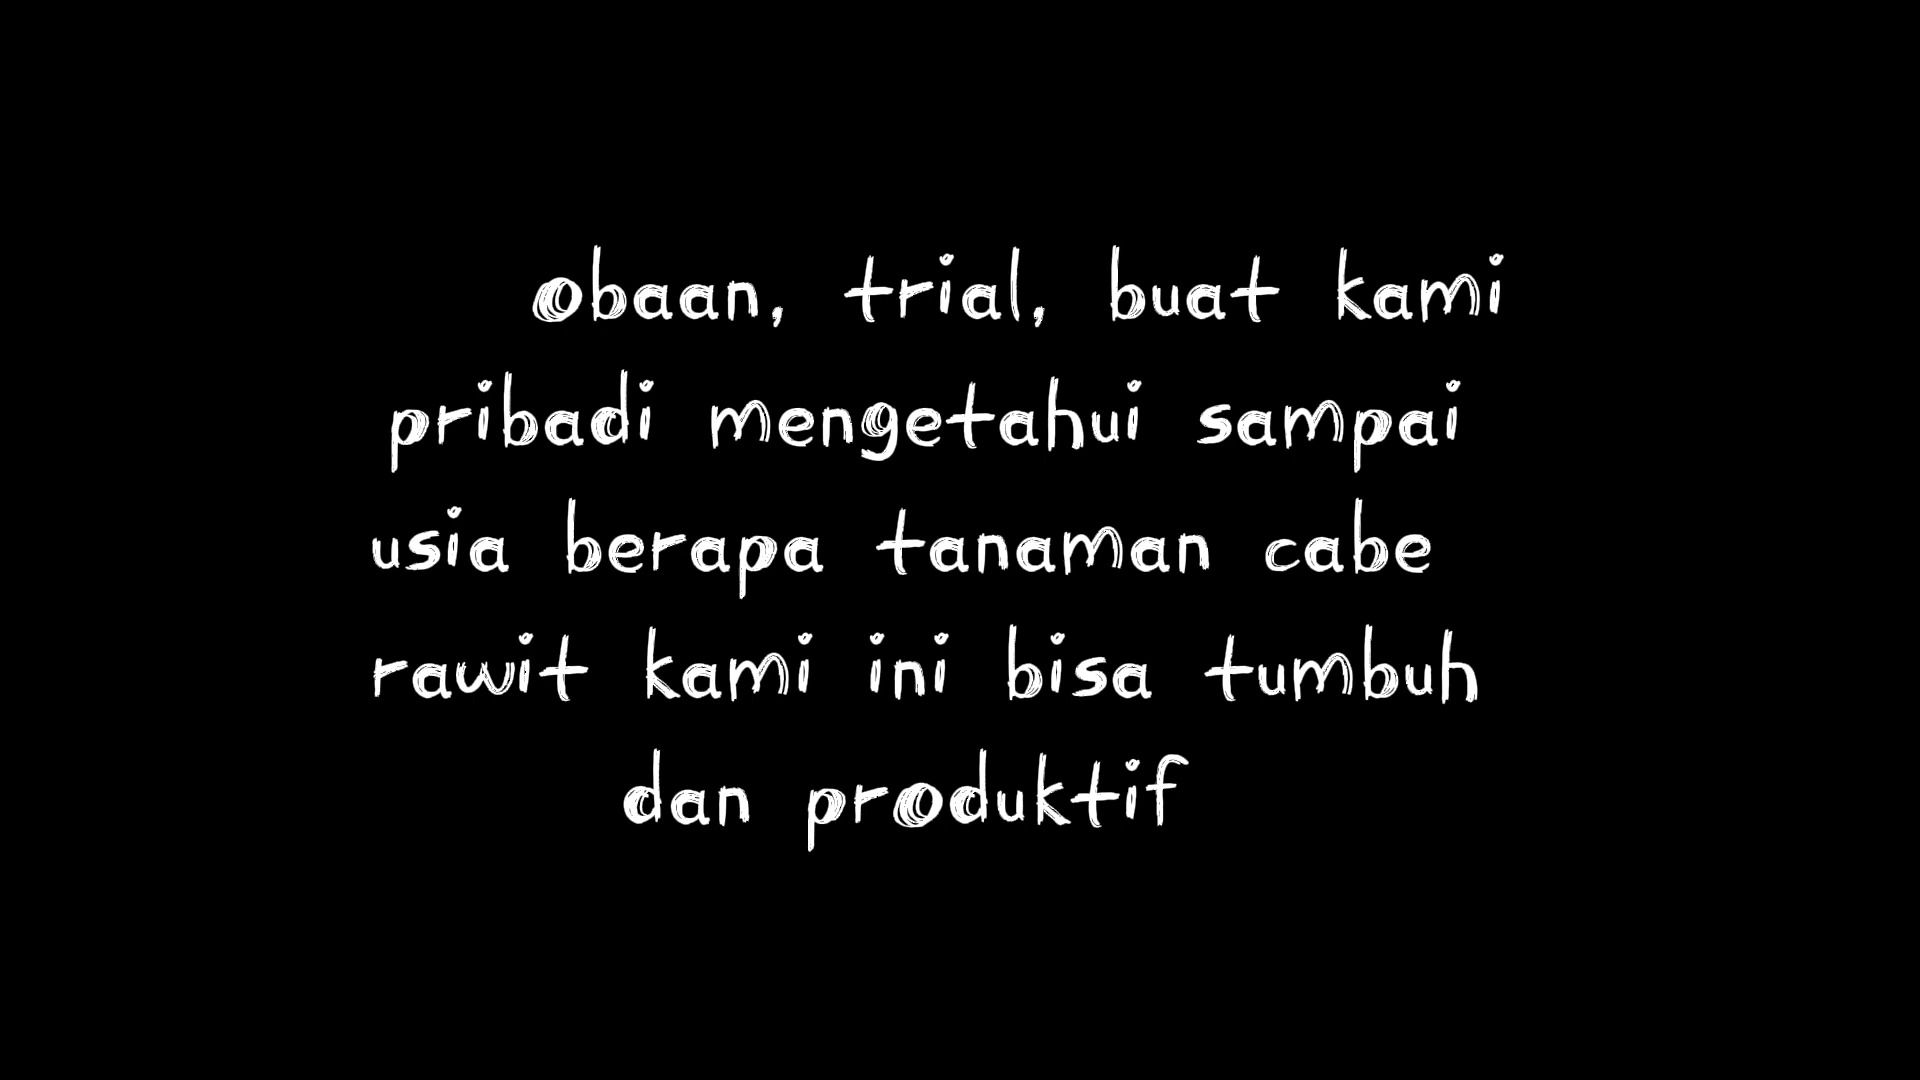 obaan, trial, buat kami
pribadi mengetahui sampai
usia berapa tanaman cabe
rawit kami ini bisa tumbuh
dan produktif